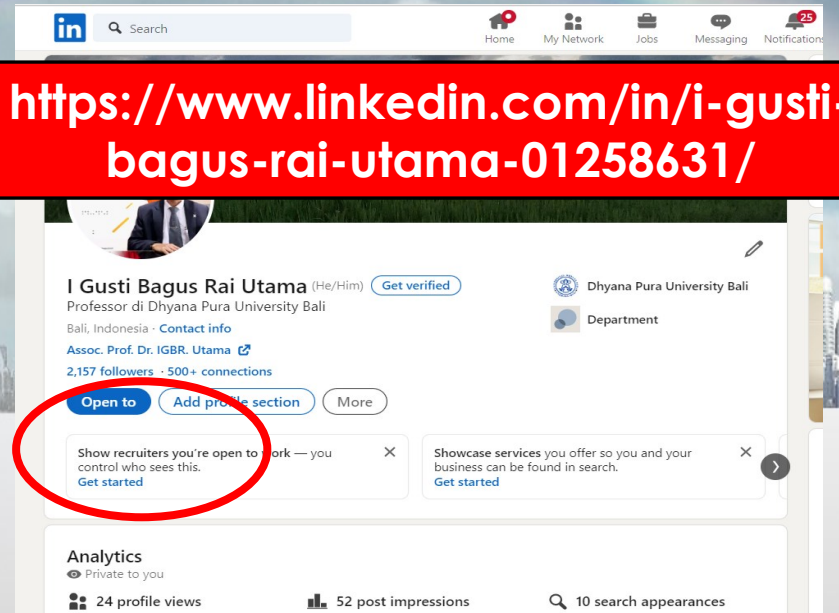 in Search
Home My Network Jobs Messaging 25 Notifications
https://www.linkedin.com/in/i-gusti-
bagus-rai-utama-01258631/
I Gusti Bagus Rai Utama (He/Him) Get verified
Professor di Dhyana Pura University Bali
Bali, Indonesia · Contact info
Assoc. Prof. Dr. IGBR. Utama
2,157 followers · 500+ connections
Dhyana Pura University Bali
Department
Open to Add profile section More
Show recruiters you're open to work — you
control who sees this.
Get started
Showcase services you offer so you and your
business can be found in search.
Get started
Analytics
Private to you
24 profile views 52 post impressions 10 search appearances